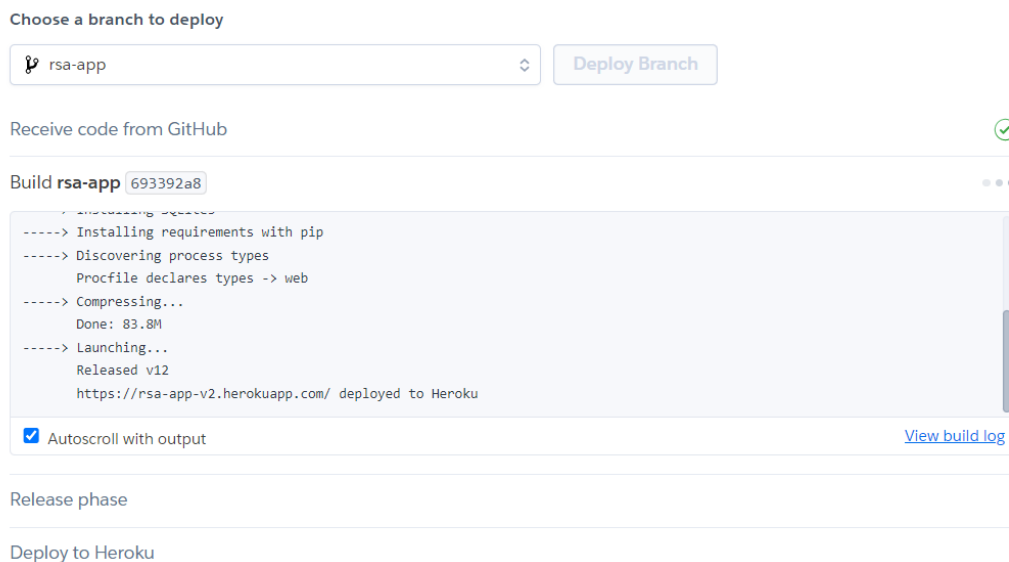 Choose a branch to deploy
rsa-app
Deploy Branch
Receive code from GitHub
Build rsa-app 693392a8
-----> Installing SQLite3
-----> Installing requirements with pip
-----> Discovering process types
Procfile declares types -> web
-----> Compressing...
Done: 83.8M
-----> Launching...
Released v12
https://rsa-app-v2.herokuapp.com/ deployed to Heroku
Autoscroll with output
View build log
Release phase
Deploy to Heroku